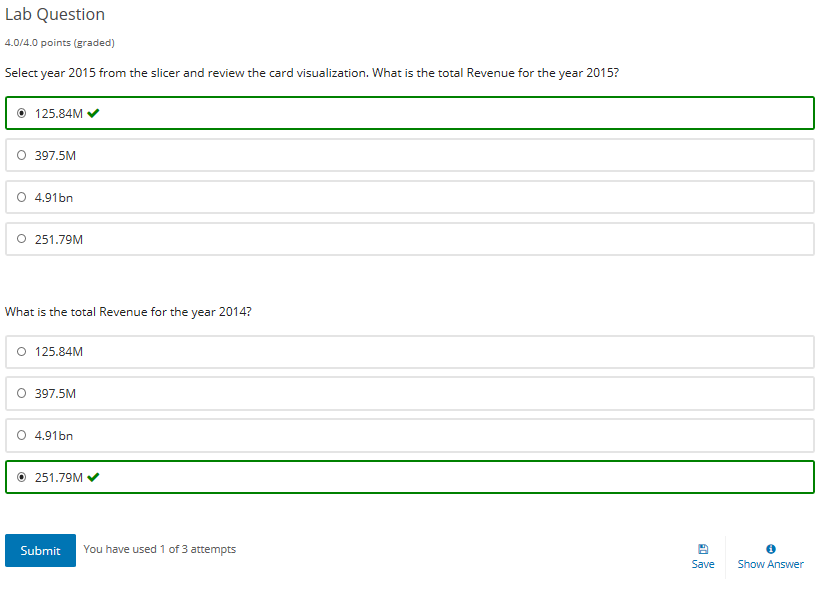 Lab Question
4.0/4.0 points (graded)
Select year 2015 from the slicer and review the card visualization. What is the total Revenue for the year 2015?
125.84M
397.5M
4.91bn
251.79M
What is the total Revenue for the year 2014?
125.84M
397.5M
4.91bn
251.79M
Submit
You have used 1 of 3 attempts
Save
Show Answer